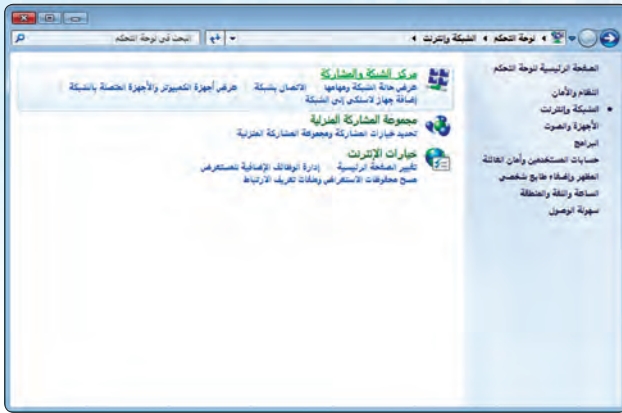 لوحة التحكم ◂ الشبكة وإنترنت ◂
البحث في لوحة التحكم
الصفحة الرئيسية للوحة التحكم
النظام والأمان
الشبكة وإنترنت
الأجهزة والصوت
البرامج
حسابات المستخدمين وأمان العائلة
المظهر وإضفاء طابع شخصي
الساعة واللغة والمنطقة
سهولة الوصول
مركز الشبكة والمشاركة
عرض حالة الشبكة ومهامها الاتصال بشبكة عرض أجهزة الكمبيوتر والأجهزة المتصلة بالشبكة
إضافة جهاز لاسلكي إلى الشبكة
مجموعة المشاركة المنزلية
تحديد خيارات المشاركة ومجموعة المشاركة المنزلية
خيارات الإنترنت
تغيير الصفحة الرئيسية إدارة الوظائف الإضافية للمستعرض
مسح محفوظات الاستعراض وملفات تعريف الارتباط